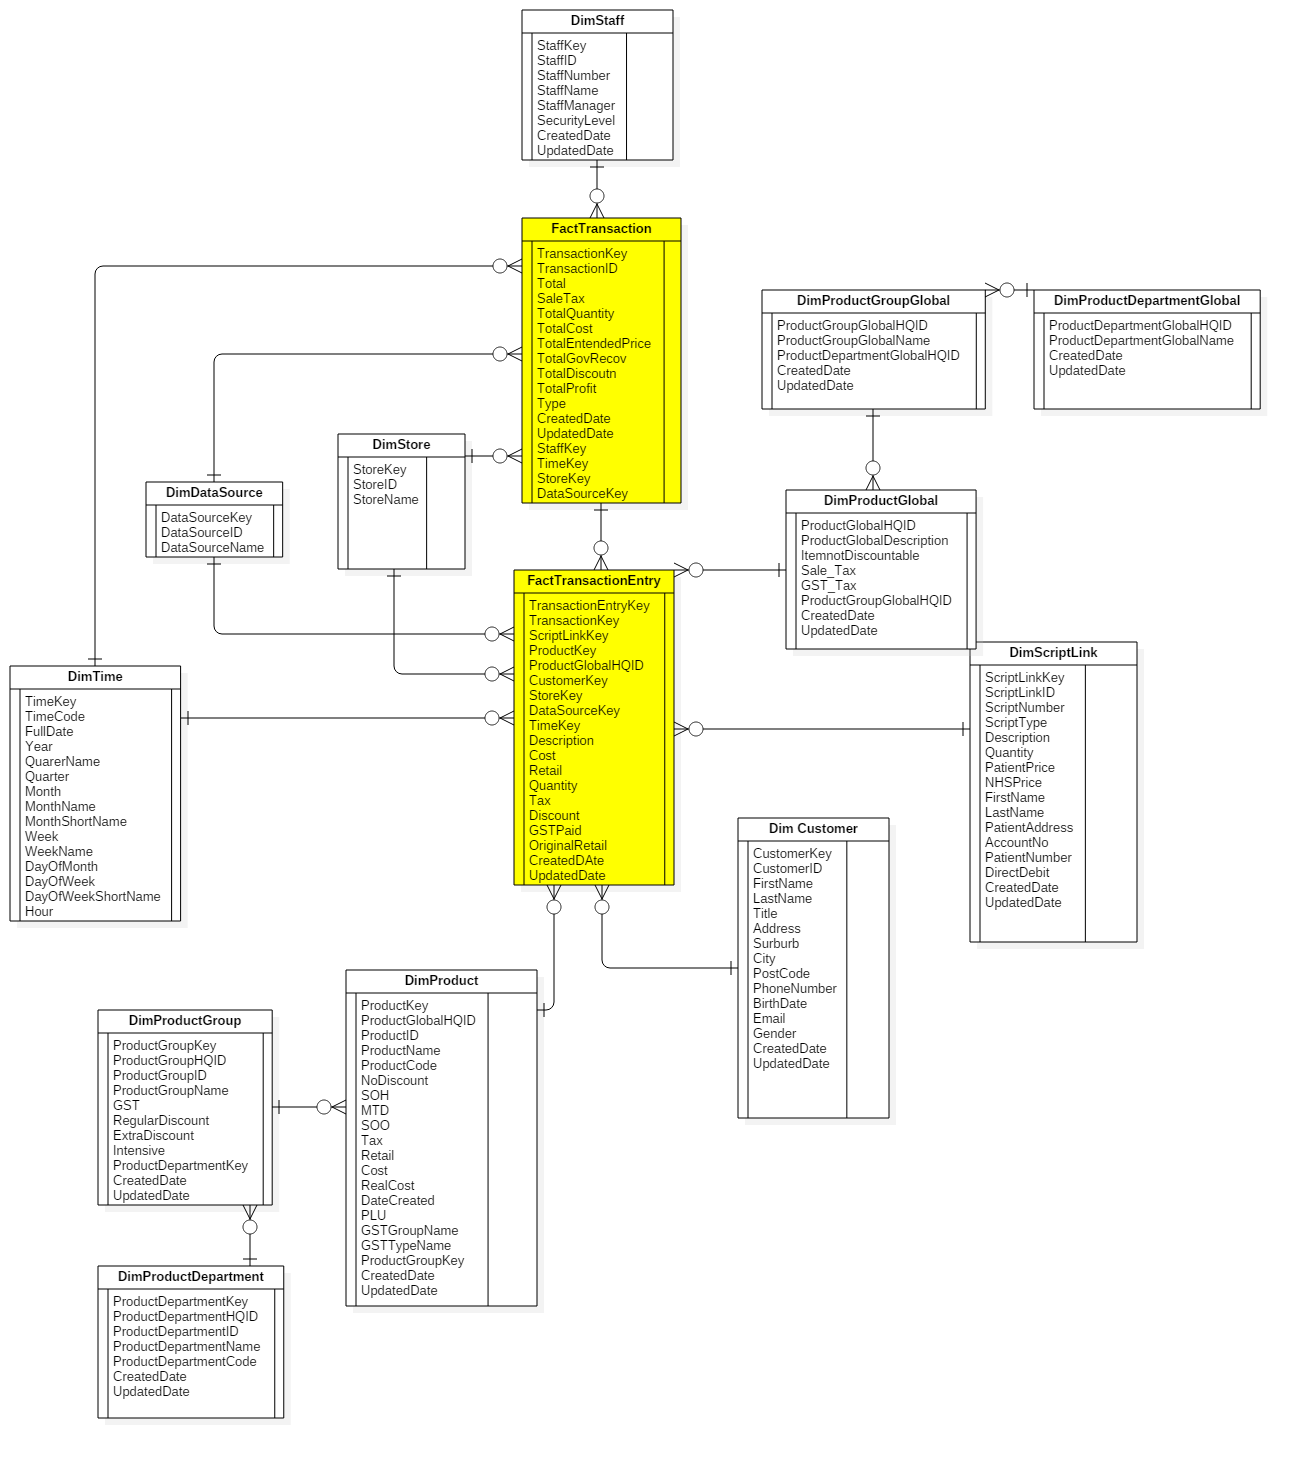 DimStaff
StaffKey
StaffID
StaffNumber
StaffName
StaffManager
SecurityLevel
CreatedDate
UpdatedDate
FactTransaction
TransactionKey
TransactionID
Total
SaleTax
TotalQuantity
TotalCost
TotalEntendedPrice
TotalGovRecov
TotalDiscoutn
TotalProfit
Type
CreatedDate
UpdatedDate
StaffKey
TimeKey
StoreKey
DataSourceKey
DimProductGroupGlobal
ProductGroupGlobalHQID
ProductGroupGlobalName
ProductDepartmentGlobalHQID
CreatedDate
UpdatedDate
DimProductDepartmentGlobal
ProductDepartmentGlobalHQID
ProductDepartmentGlobalName
CreatedDate
UpdatedDate
DimStore
StoreKey
StoreID
StoreName
DimDataSource
DataSourceKey
DataSourceID
DataSourceName
DimProductGlobal
ProductGlobalHQID
ProductGlobalDescription
ItemnotDiscountable
Sale_Tax
GST_Tax
ProductGroupGlobalHQID
CreatedDate
UpdatedDate
FactTransactionEntry
TransactionEntryKey
TransactionKey
ScriptLinkKey
ProductKey
ProductGlobalHQID
CustomerKey
StoreKey
DataSourceKey
TimeKey
Description
Cost
Retail
Quantity
Tax
Discount
GSTPaid
OriginalRetail
CreatedDAte
UpdatedDate
DimScriptLink
ScriptLinkKey
ScriptLinkID
ScriptNumber
ScriptType
Description
Quantity
PatientPrice
NHSPrice
FirstName
LastName
PatientAddress
AccountNo
PatientNumber
DirectDebit
CreatedDate
UpdatedDate
DimTime
TimeKey
TimeCode
FullDate
Year
QuarerName
Quarter
Month
MonthName
MonthShortName
Week
WeekName
DayOfMonth
DayOfWeek
DayOfWeekShortName
Hour
Dim Customer
CustomerKey
CustomerID
FirstName
LastName
Title
Address
Surburb
City
PostCode
PhoneNumber
BirthDate
Email
Gender
CreatedDate
UpdatedDate
DimProduct
ProductKey
ProductGlobalHQID
ProductID
ProductName
ProductCode
NoDiscount
SOH
MTD
SOO
Tax
Retail
Cost
RealCost
DateCreated
PLU
GSTGroupName
GSTTypeName
ProductGroupKey
CreatedDate
UpdatedDate
DimProductGroup
ProductGroupKey
ProductGroupHQID
ProductGroupID
ProductGroupName
GST
RegularDiscount
ExtraDiscount
Intensive
ProductDepartmentKey
CreatedDate
UpdatedDate
DimProductDepartment
ProductDepartmentKey
ProductDepartmentHQID
ProductDepartmentID
ProductDepartmentName
ProductDepartmentCode
CreatedDate
UpdatedDate